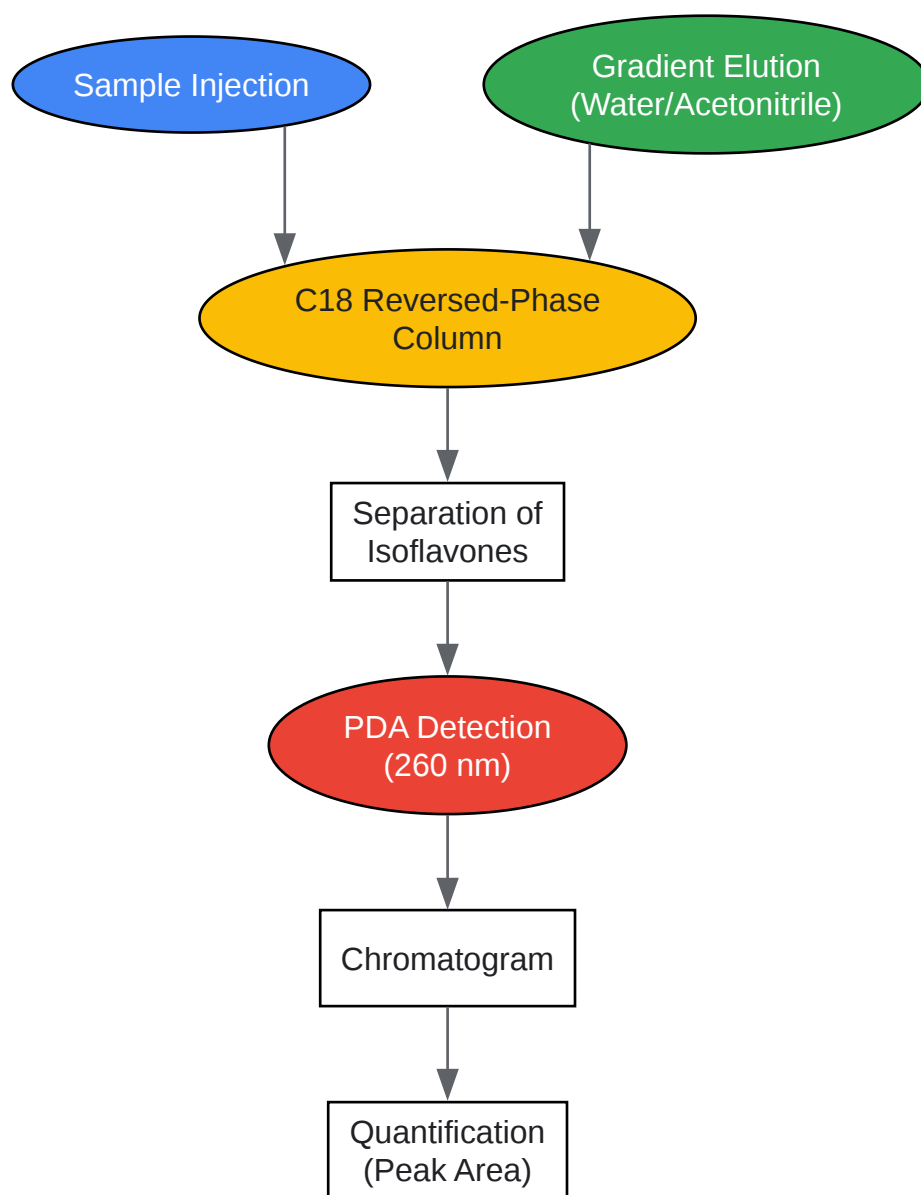 Sample Injection
Gradient Elution
(Water/Acetonitrile)
C18 Reversed-Phase
Column
Separation of
Isoflavones
PDA Detection
(260 nm)
Chromatogram
Quantification
(Peak Area)